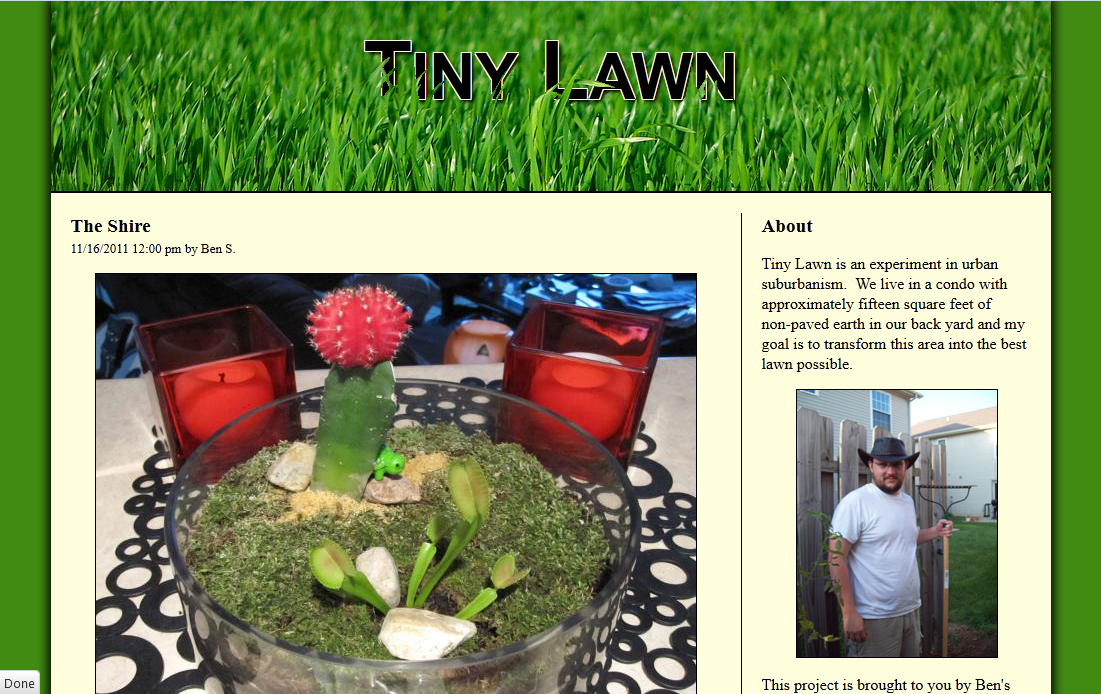 Tiny Lawn
The Shire
11/16/2011 12:00 pm by Ben S.
About
Tiny Lawn is an experiment in urban
suburbanism.  We live in a condo with
approximately fifteen square feet of
non-paved earth in our back yard and my
goal is to transform this area into the best
lawn possible.
This project is brought to you by Ben's
Done